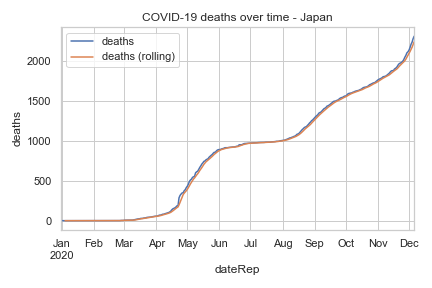 COVID-19 deaths over time - Japan
deaths
deaths (rolling)
deaths
2000
1500
1000
500
0
Jan Feb Mar Apr May Jun Jul Aug Sep Oct Nov Dec
2020
dateRep